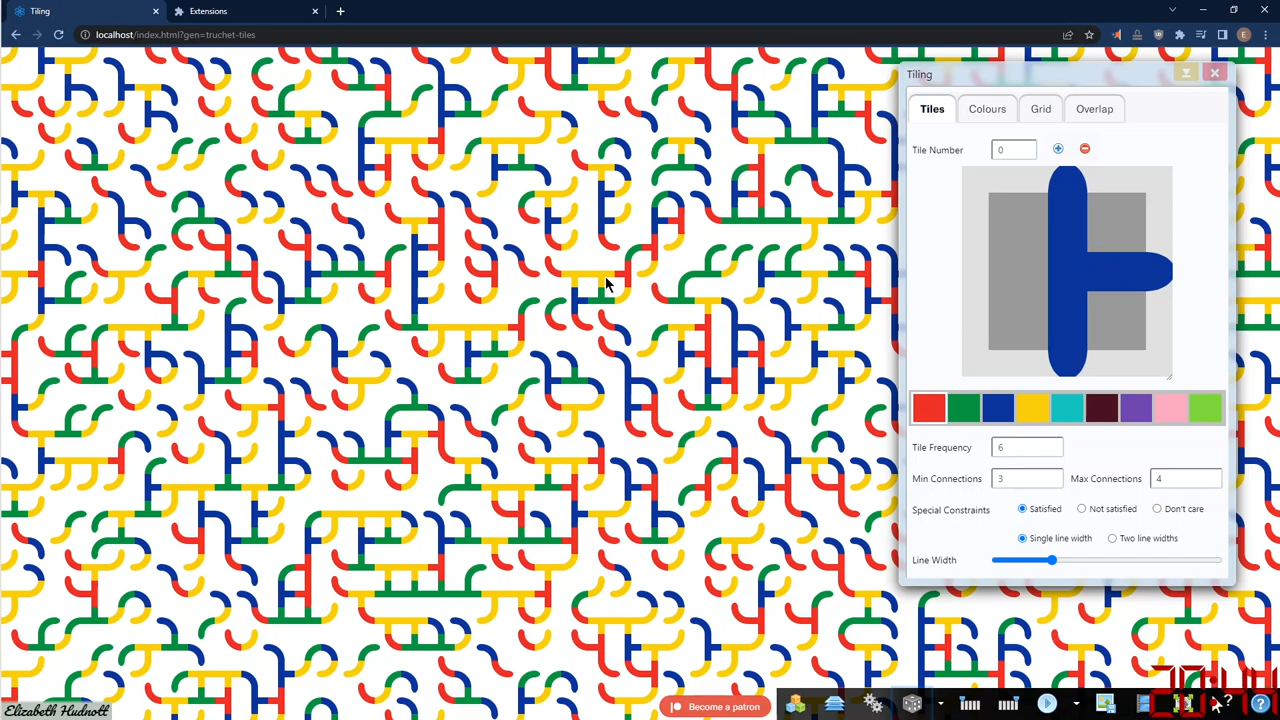 Tiling
Extensions
localhost/index.html?gen=truchet-tiles
E
Tiling
Tiles
Colours
Grid
Overlap
Tile Number
0
Tile Frequency
6
Min Connections
3
Max Connections
4
Special Constraints
Satisfied
Not satisfied
Don't care
Single line width
Two line widths
Line Width
Elizabeth Hudnott
Become a patron